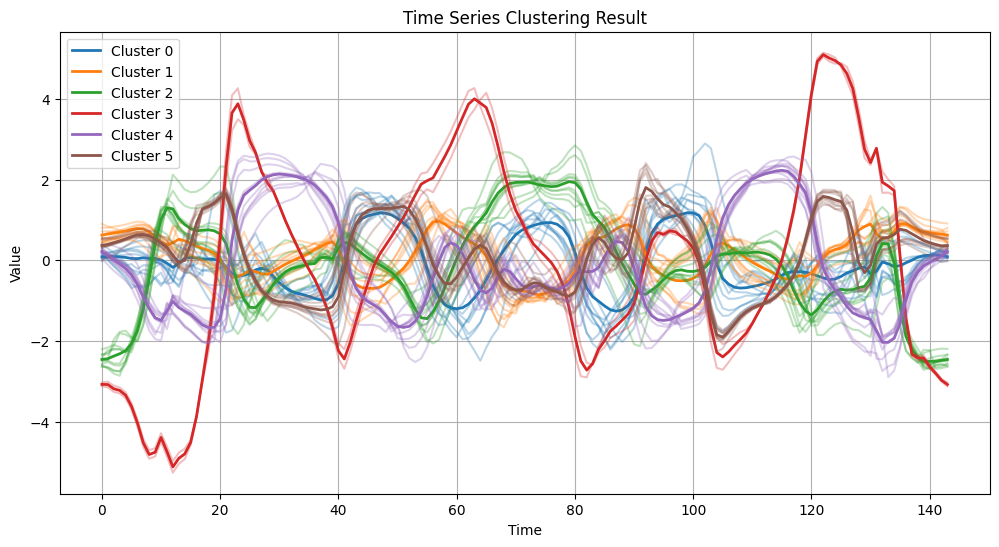 Time Series Clustering Result
Cluster 0
Cluster 1
Cluster 2
Cluster 3
Cluster 4
Cluster 5
Value
4
2
0
−2
−4
0 20 40 60 80 100 120 140
Time